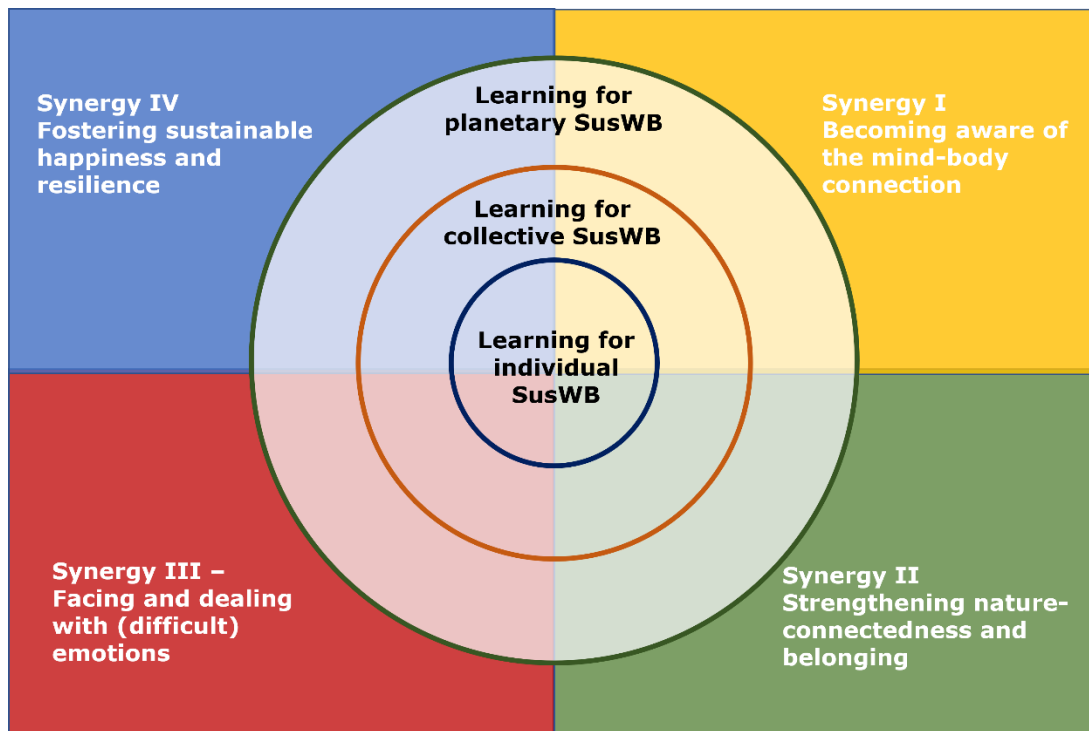 Synergy IV
Fostering sustainable
happiness and
resilience
Learning for
planetary SusWB
Synergy I
Becoming aware of
the mind-body
connection
Learning for
collective SusWB
Learning for
individual
SusWB
Synergy III –
Facing and dealing
with (difficult)
emotions
Synergy II
Strengthening nature-
connectedness and
belonging